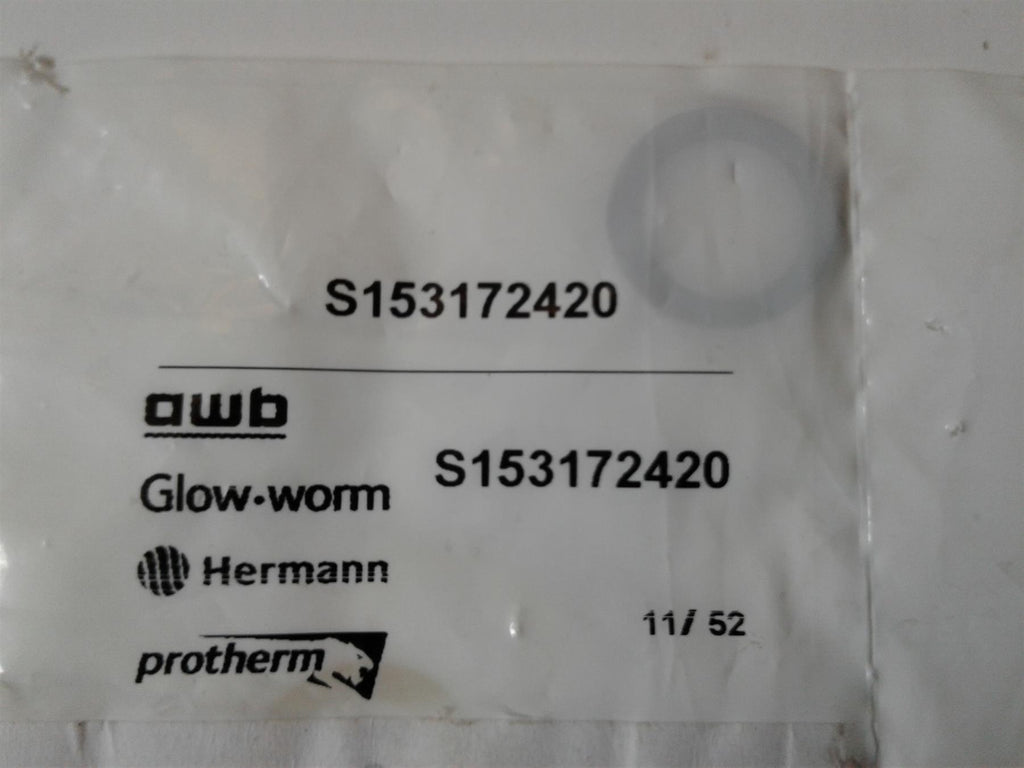 S153172420
awb
Glow-worm S153172420
Hermann
11/ 52
protherm